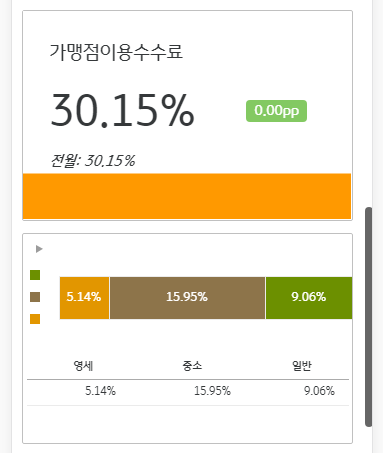 가맹점이용수수료
30.15%
0.00pp
전월: 30.15%
5.14% 15.95% 9.06%
영세 중소 일반
5.14% 15.95% 9.06%